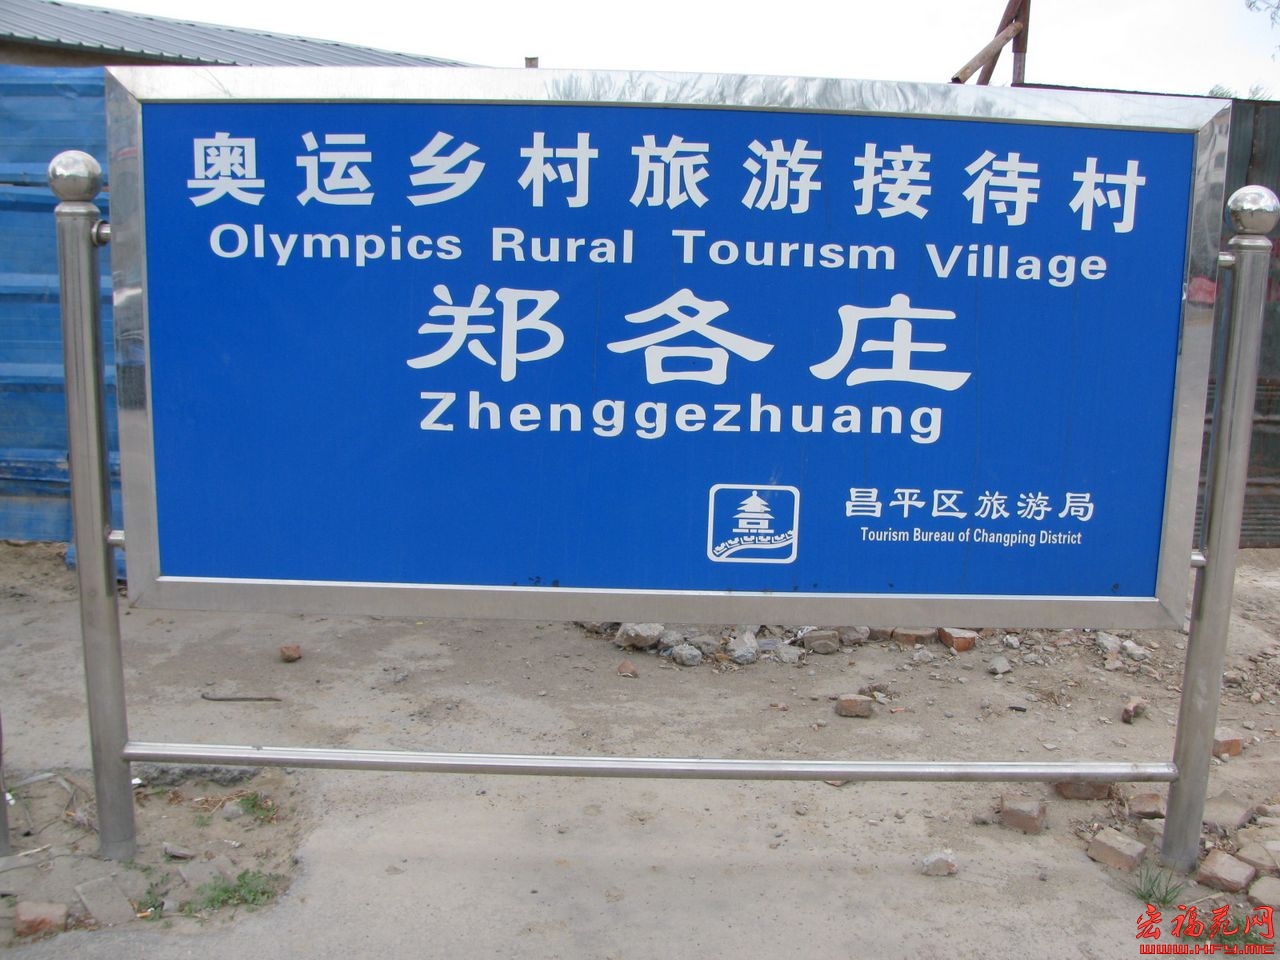 奥运乡村旅游接待村
Olympics Rural Tourism Village
郑各庄
Zhenggezhuang
昌平区旅游局
Tourism Bureau of Changping District
宏福苑网
WWW.HFY.ME